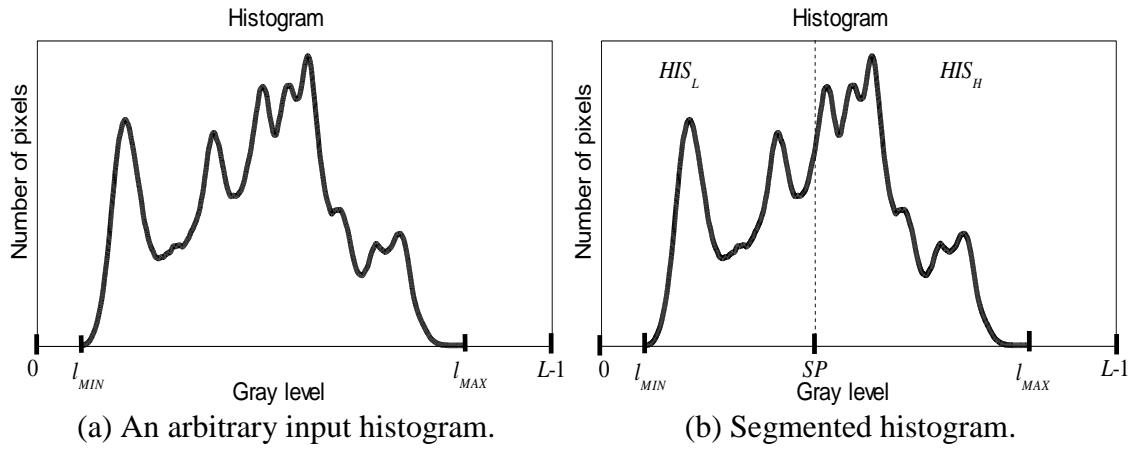 Histogram
Number of pixels
0
l_MIN
l_MAX
L-1
Gray level
(a) An arbitrary input histogram.
Histogram
HIS_L
HIS_H
Number of pixels
0
l_MIN
SP
l_MAX
L-1
Gray level
(b) Segmented histogram.